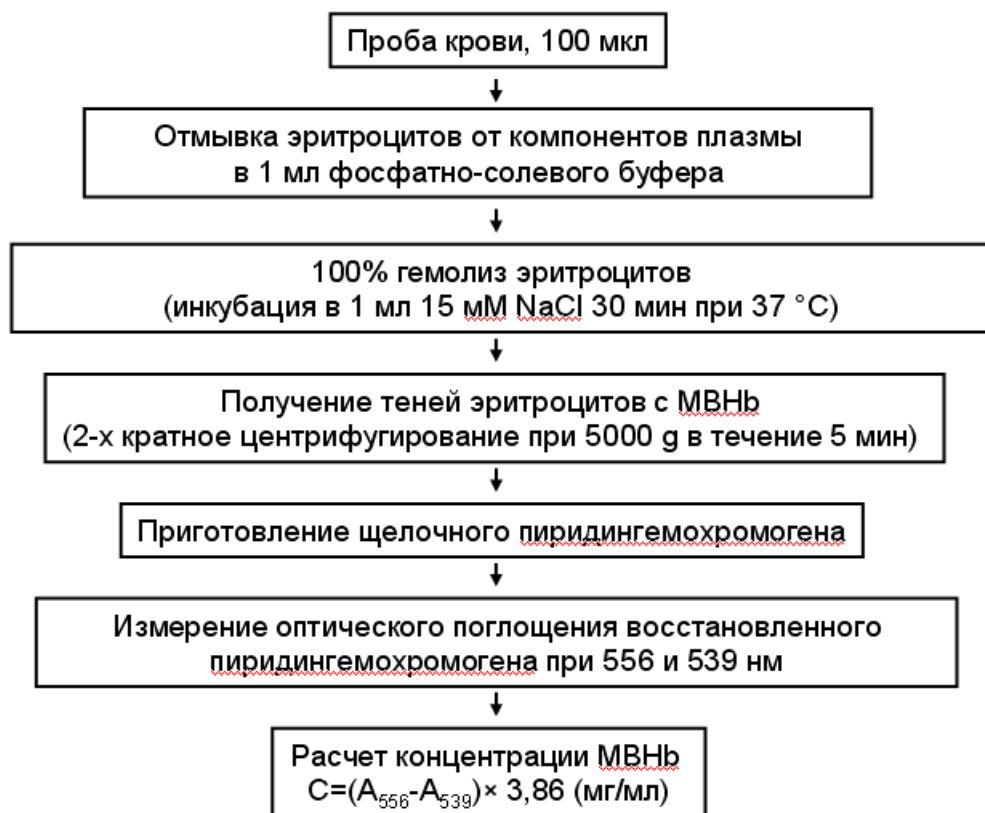 Проба крови, 100 мкл
Отмывка эритроцитов от компонентов плазмы
в 1 мл фосфатно-солевого буфера
100% гемолиз эритроцитов
(инкубация в 1 мл 15 мМ NaCl 30 мин при 37 °С)
Получение теней эритроцитов с MBHb
(2-х кратное центрифугирование при 5000 g в течение 5 мин)
Приготовление щелочного пиридингемохромогена
Измерение оптического поглощения восстановленного
пиридингемохромогена при 556 и 539 нм
Расчет концентрации MBHb
C=(A₅₅₆-A₅₃₉)× 3,86 (мг/мл)